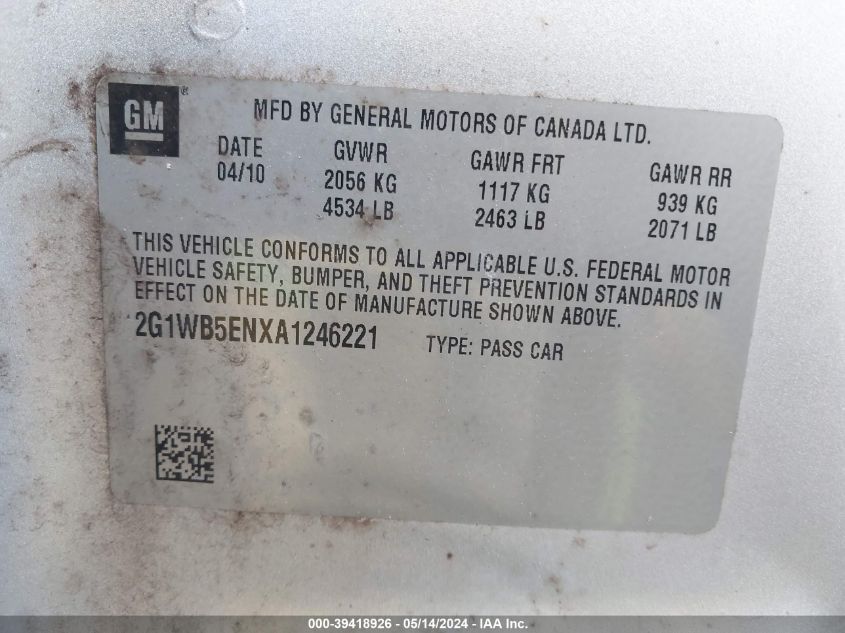 GM ®
MFD BY GENERAL MOTORS OF CANADA LTD.
DATE GVWR GAWR FRT GAWR RR
04/10 2056 KG 1117 KG 939 KG
4534 LB 2463 LB 2071 LB
THIS VEHICLE CONFORMS TO ALL APPLICABLE U.S. FEDERAL MOTOR
VEHICLE SAFETY, BUMPER, AND THEFT PREVENTION STANDARDS IN
EFFECT ON THE DATE OF MANUFACTURE SHOWN ABOVE.
2G1WB5ENXA1246221 TYPE: PASS CAR
000-39418926 - 05/14/2024 - IAA Inc.